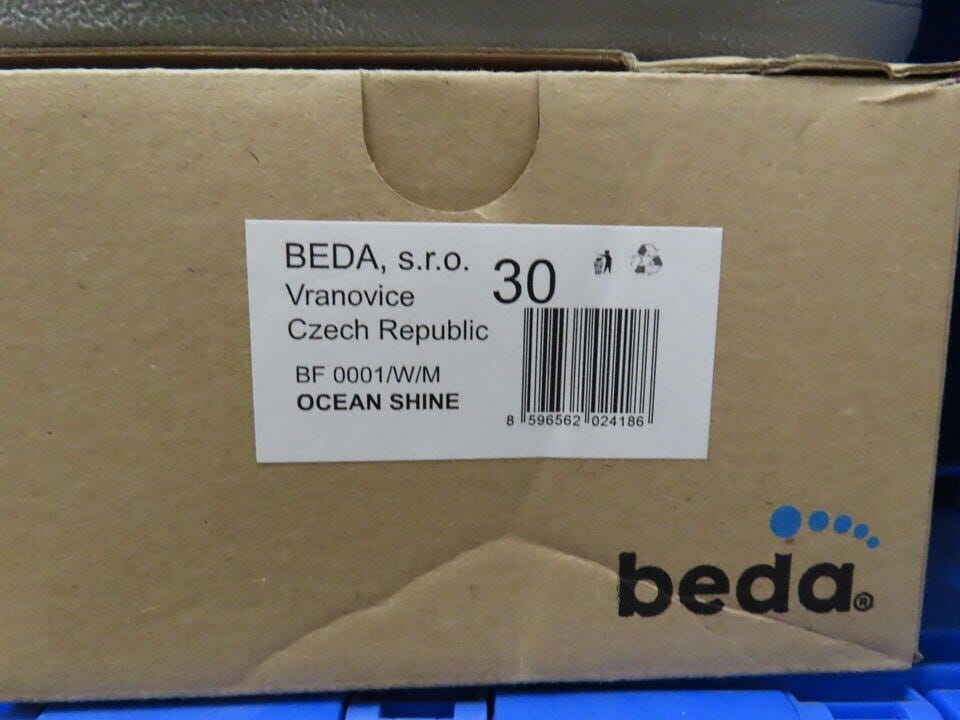 BEDA, s.r.o.
30
Vranovice
Czech Republic
BF 0001/W/M
OCEAN SHINE
8 596562 024186
beda®